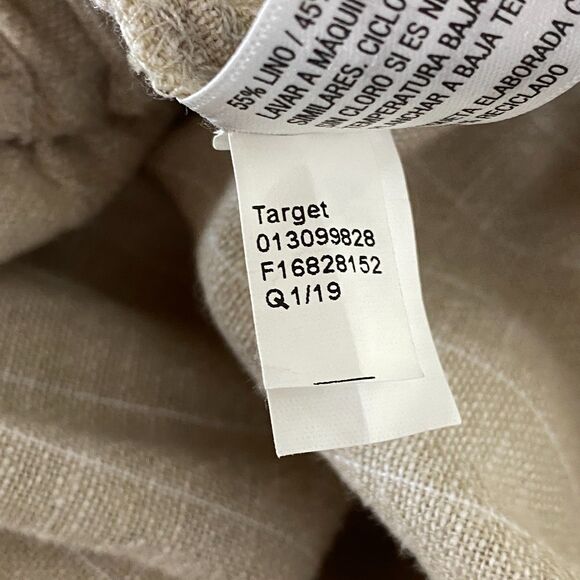 55% LINO / 45%
LAVAR A MÁQUINA
SIMILARES. CICLO
SIN CLORO SI ES NE
TEMPERATURA BAJA
PLANCHAR A BAJA TE
ELABORADA
RECICLADO
Target
013099828
F16828152
Q1/19